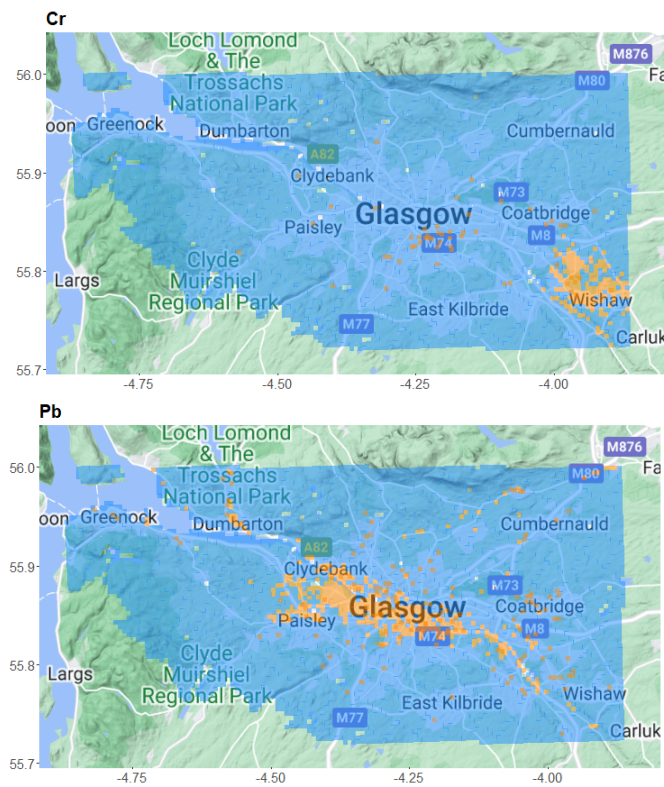 Cr
Loch Lomond
& The
Trossachs
National Park
M876
Fa
M80
56.0
oon
Greenock
Dumbarton
Cumbernauld
A82
55.9
Clydebank
M73
Glasgow
Coatbridge
Paisley
M74
M8
55.8
Largs
Clyde
Muirshiel
Regional Park
Wishaw
East Kilbride
M77
Carluk
55.7
-4.75
-4.50
-4.25
-4.00
Pb
Loch Lomond
& The
Trossachs
National Park
M876
Fa
M80
56.0
oon
Greenock
Dumbarton
Cumbernauld
A82
55.9
Clydebank
M73
Glasgow
Coatbridge
Paisley
M74
M8
55.8
Largs
Clyde
Muirshiel
Regional Park
Wishaw
East Kilbride
M77
Carluk
55.7
-4.75
-4.50
-4.25
-4.00